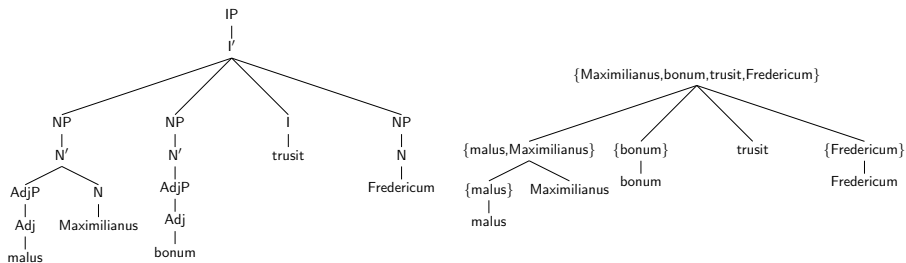 IP
I′
{Maximilianus,bonum,trusit,Fredericum}
NP NP I NP
N′ N′ trusit N
{malus,Maximilianus} {bonum} trusit {Fredericum}
AdjP N AdjP Fredericum
{malus} Maximilianus bonum Fredericum
Adj Maximilianus Adj
malus
malus bonum